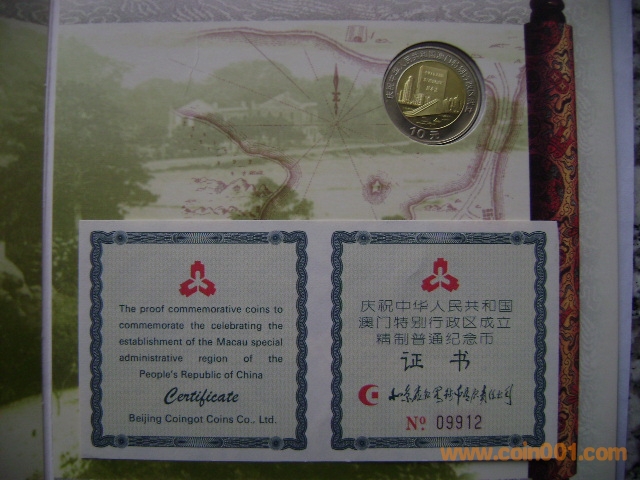 10元
The proof commemorative coins to
commemorate the celebrating the
establishment of the Macau special
administrative region of the
People's Republic of China
Certificate
Beijing Coingot Coins Co., Ltd.
庆祝中华人民共和国
澳门特别行政区成立
精制普通纪念币
证 书
No 09912
www.coin001.com